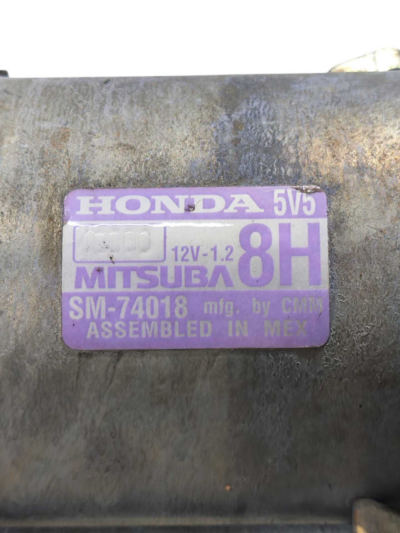 HONDA 5V5
12V-1.2 8H
MITSUBA
SM-74018 mfg. by CMM
ASSEMBLED IN MEX